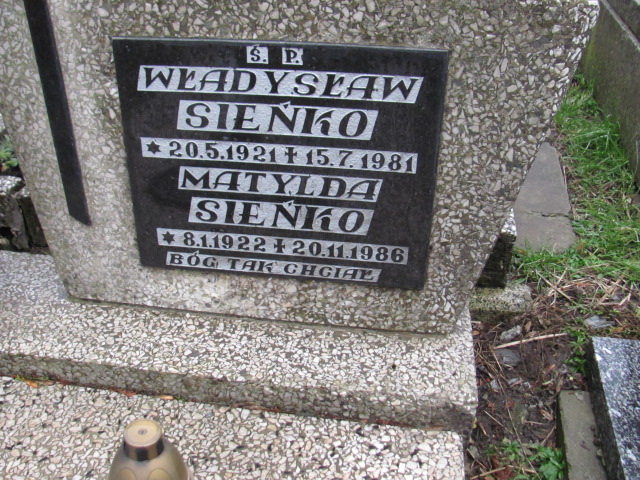 Ś. P.
WŁADYSŁAW
SIEŃKO
* 20.5.1921 ┼ 15.7.1981
MATYLDA
SIEŃKO
* 8.1.1922 ┼ 20.11.1986
BÓG TAK CHCIAŁ